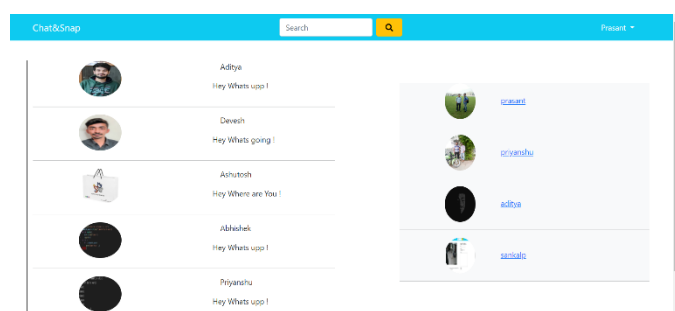 Chat&Snap
Search
Prasant
Aditya
Hey Whats upp !
Devesh
Hey Whats going !
Ashutosh
Hey Where are You !
Abhishek
Hey Whats upp !
Priyanshu
Hey Whats upp !
prasant
priyanshu
aditya
sankalp